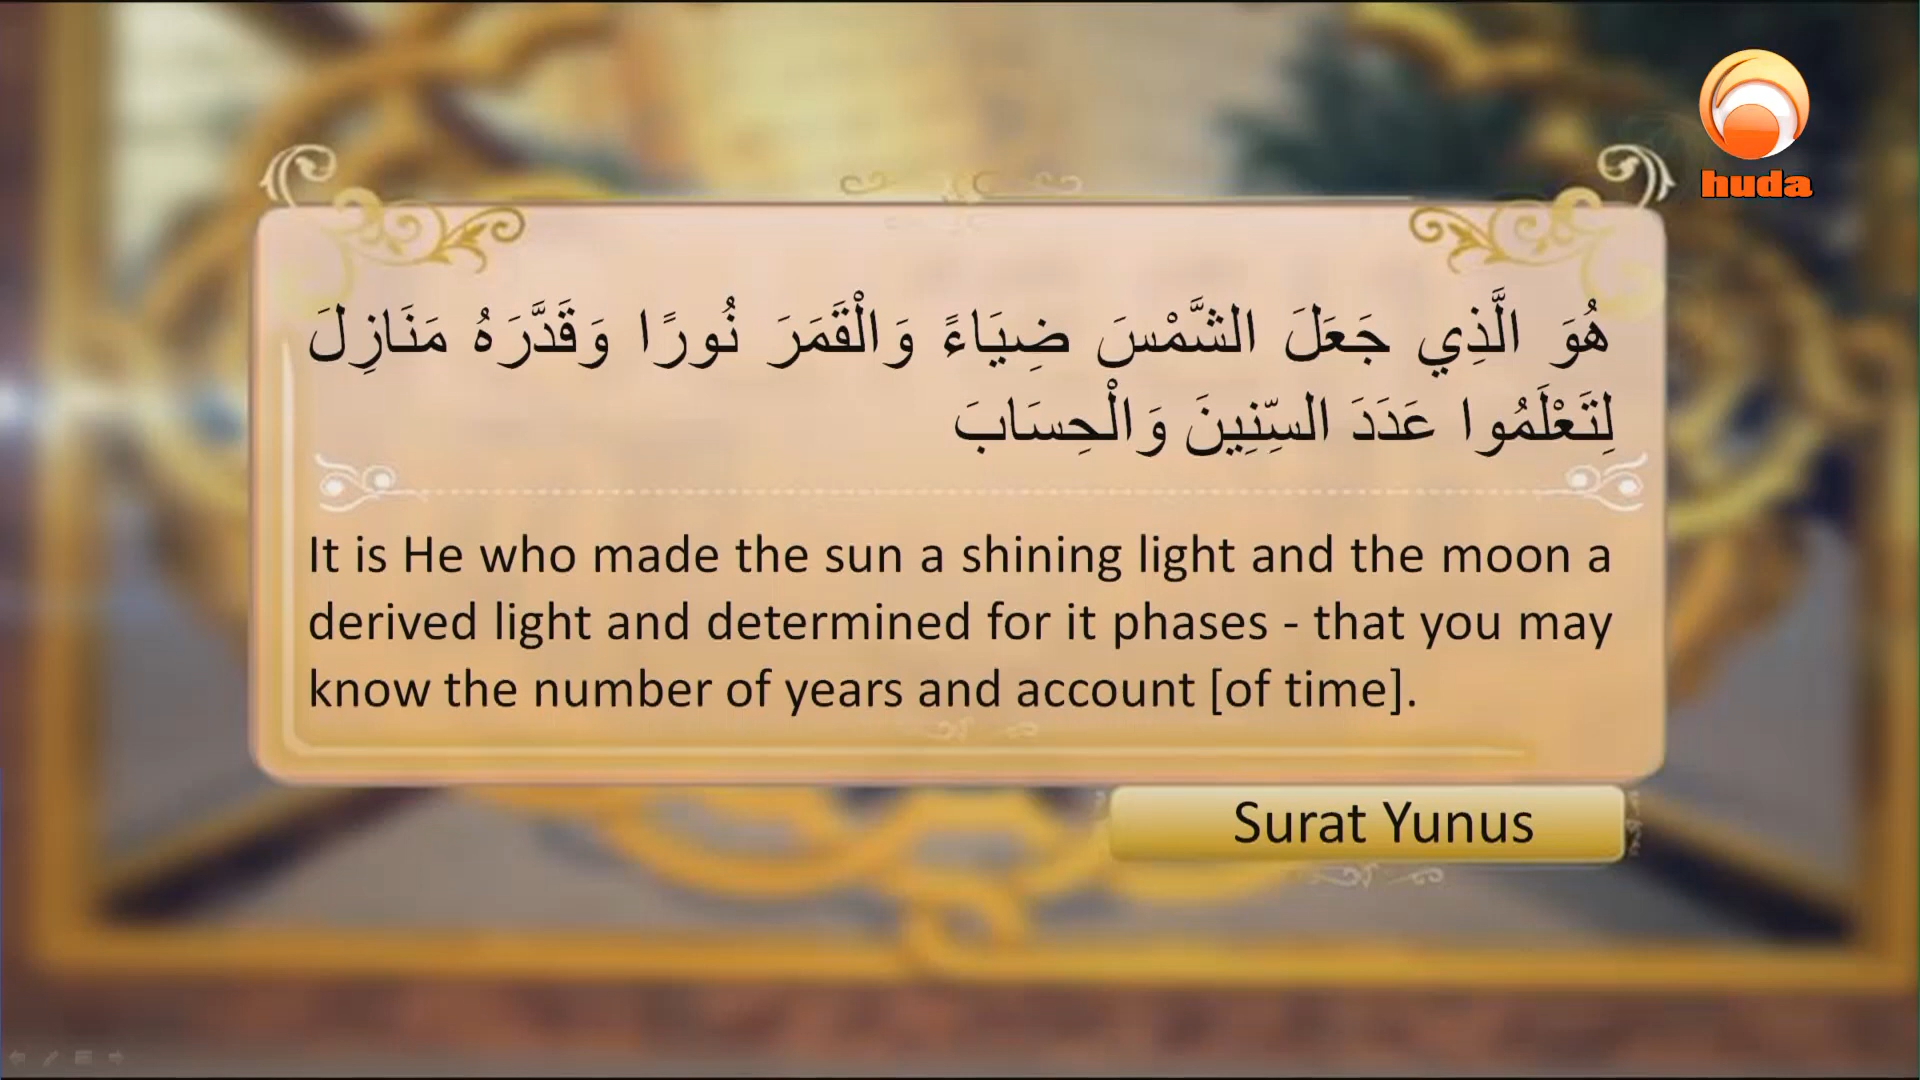 huda
هُوَ الَّذِي جَعَلَ الشَّمْسَ ضِيَاءً وَالْقَمَرَ نُورًا وَقَدَّرَهُ مَنَازِلَ
لِتَعْلَمُوا عَدَدَ السِّنِينَ وَالْحِسَابَ
It is He who made the sun a shining light and the moon a
derived light and determined for it phases - that you may
know the number of years and account [of time].
Surat Yunus